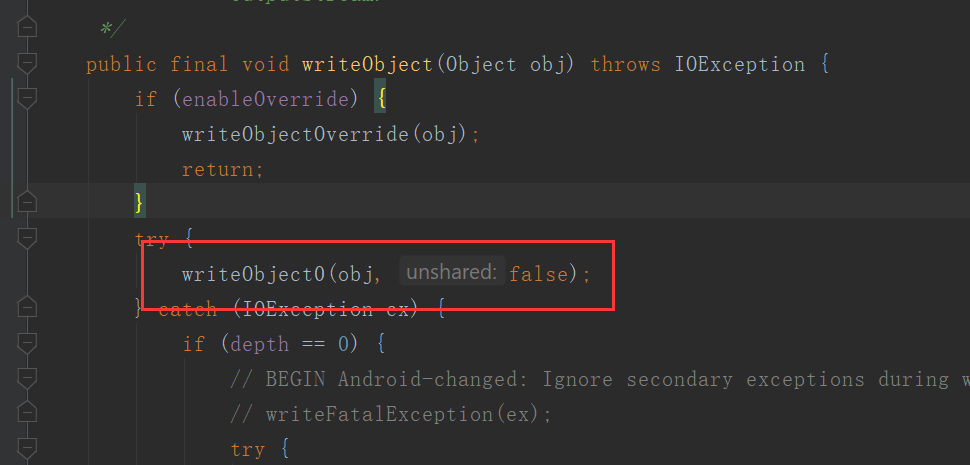 */
public final void writeObject(Object obj) throws IOException {
if (enableOverride) {
writeObjectOverride(obj);
return;
}
try {
writeObject0(obj, unshared: false);
} catch (IOException ex) {
if (depth == 0) {
// BEGIN Android-changed: Ignore secondary exceptions during
// writeFatalException(ex);
try {